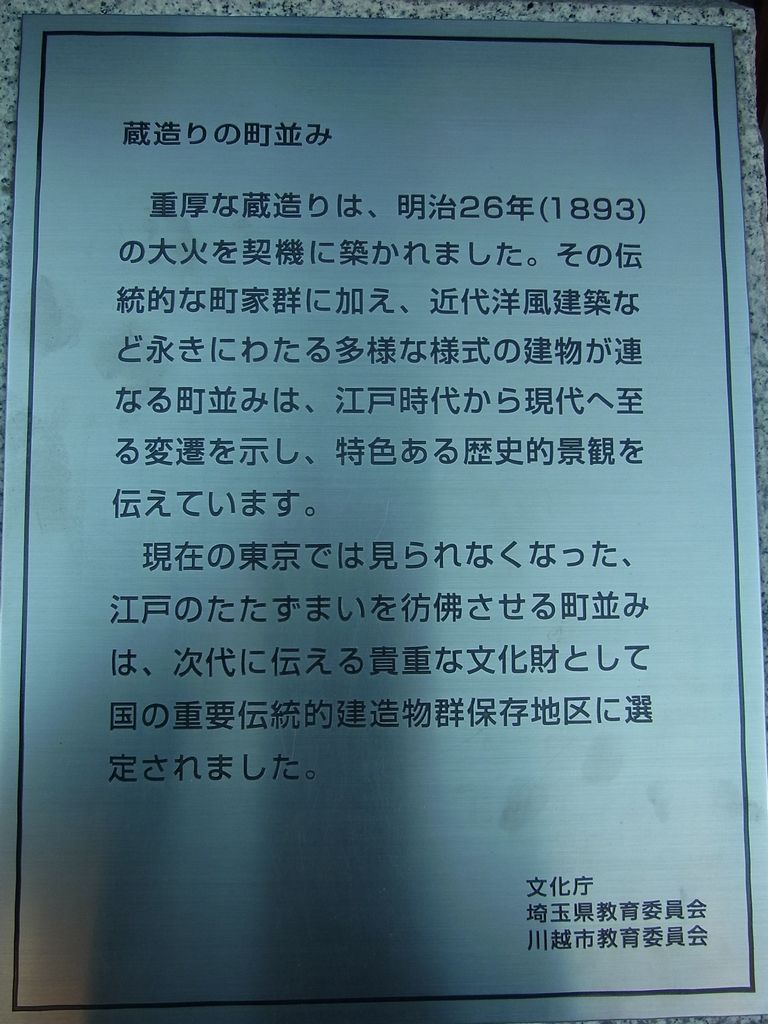 蔵造りの町並み
重厚な蔵造りは、明治26年(1893)
の大火を契機に築かれました。その伝
統的な町家群に加え、近代洋風建築な
ど永きにわたる多様な様式の建物が連
なる町並みは、江戸時代から現代へ至
る変遷を示し、特色ある歴史的景観を
伝えています。
現在の東京では見られなくなった、
江戸のたたずまいを彷彿させる町並み
は、次代に伝える貴重な文化財として
国の重要伝統的建造物群保存地区に選
定されました。
文化庁
埼玉県教育委員会
川越市教育委員会